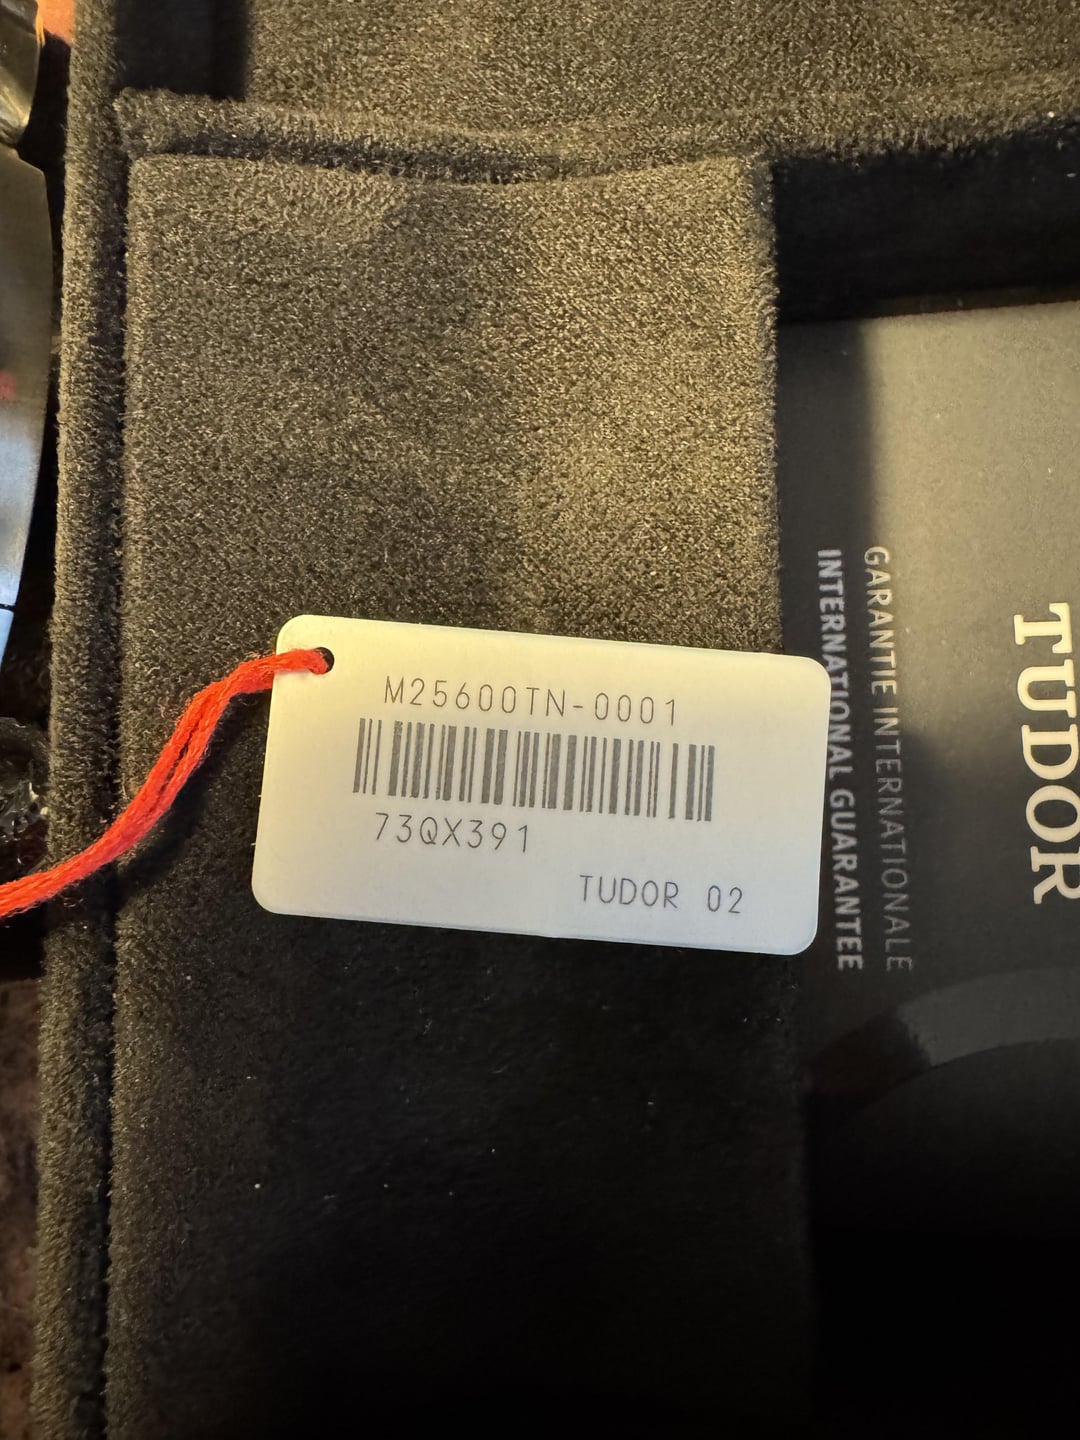 M25600TN-0001
73QX391
TUDOR 02
TUDOR
GARANTIE INTERNATIONALE
INTERNATIONAL GUARANTEE